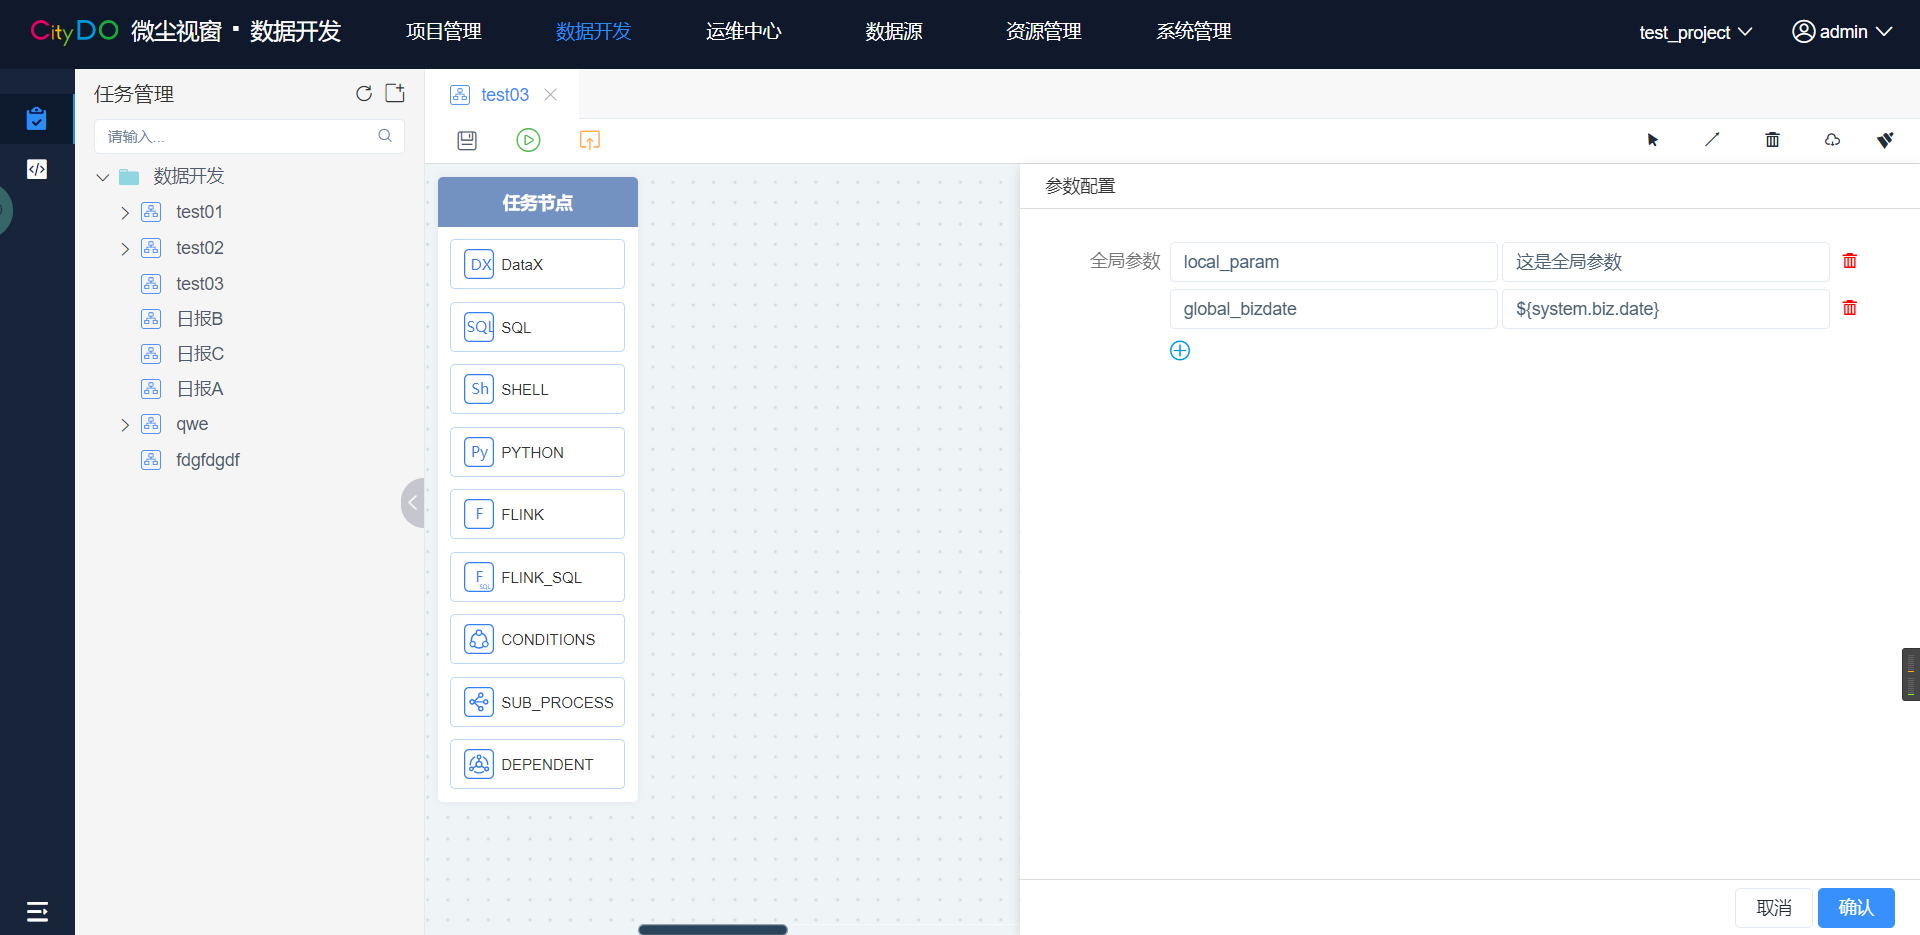 CityDO 微尘视窗·数据开发
项目管理
数据开发
运维中心
数据源
资源管理
系统管理
test_project
admin
任务管理
请输入...
数据开发
test01
test02
test03
日报B
日报C
日报A
qwe
fdgfdgdf
test03
任务节点
DX DataX
SQL SQL
Sh SHELL
Py PYTHON
F FLINK
F SQL FLINK_SQL
CONDITIONS
SUB_PROCESS
DEPENDENT
参数配置
全局参数 local_param 这是全局参数
global_bizdate ${system.biz.date}
取消
确认